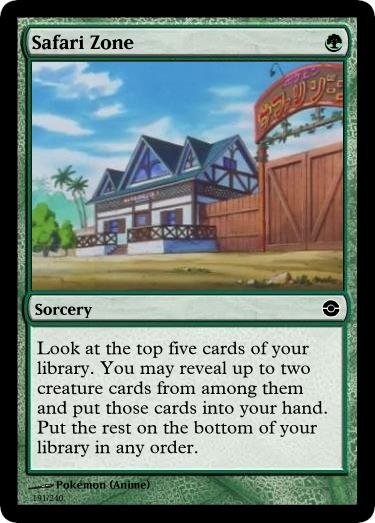 Safari Zone
Sorcery
Look at the top five cards of your
library. You may reveal up to two
creature cards from among them
and put those cards into your hand.
Put the rest on the bottom of your
library in any order.
Pokémon (Anime)
191/240